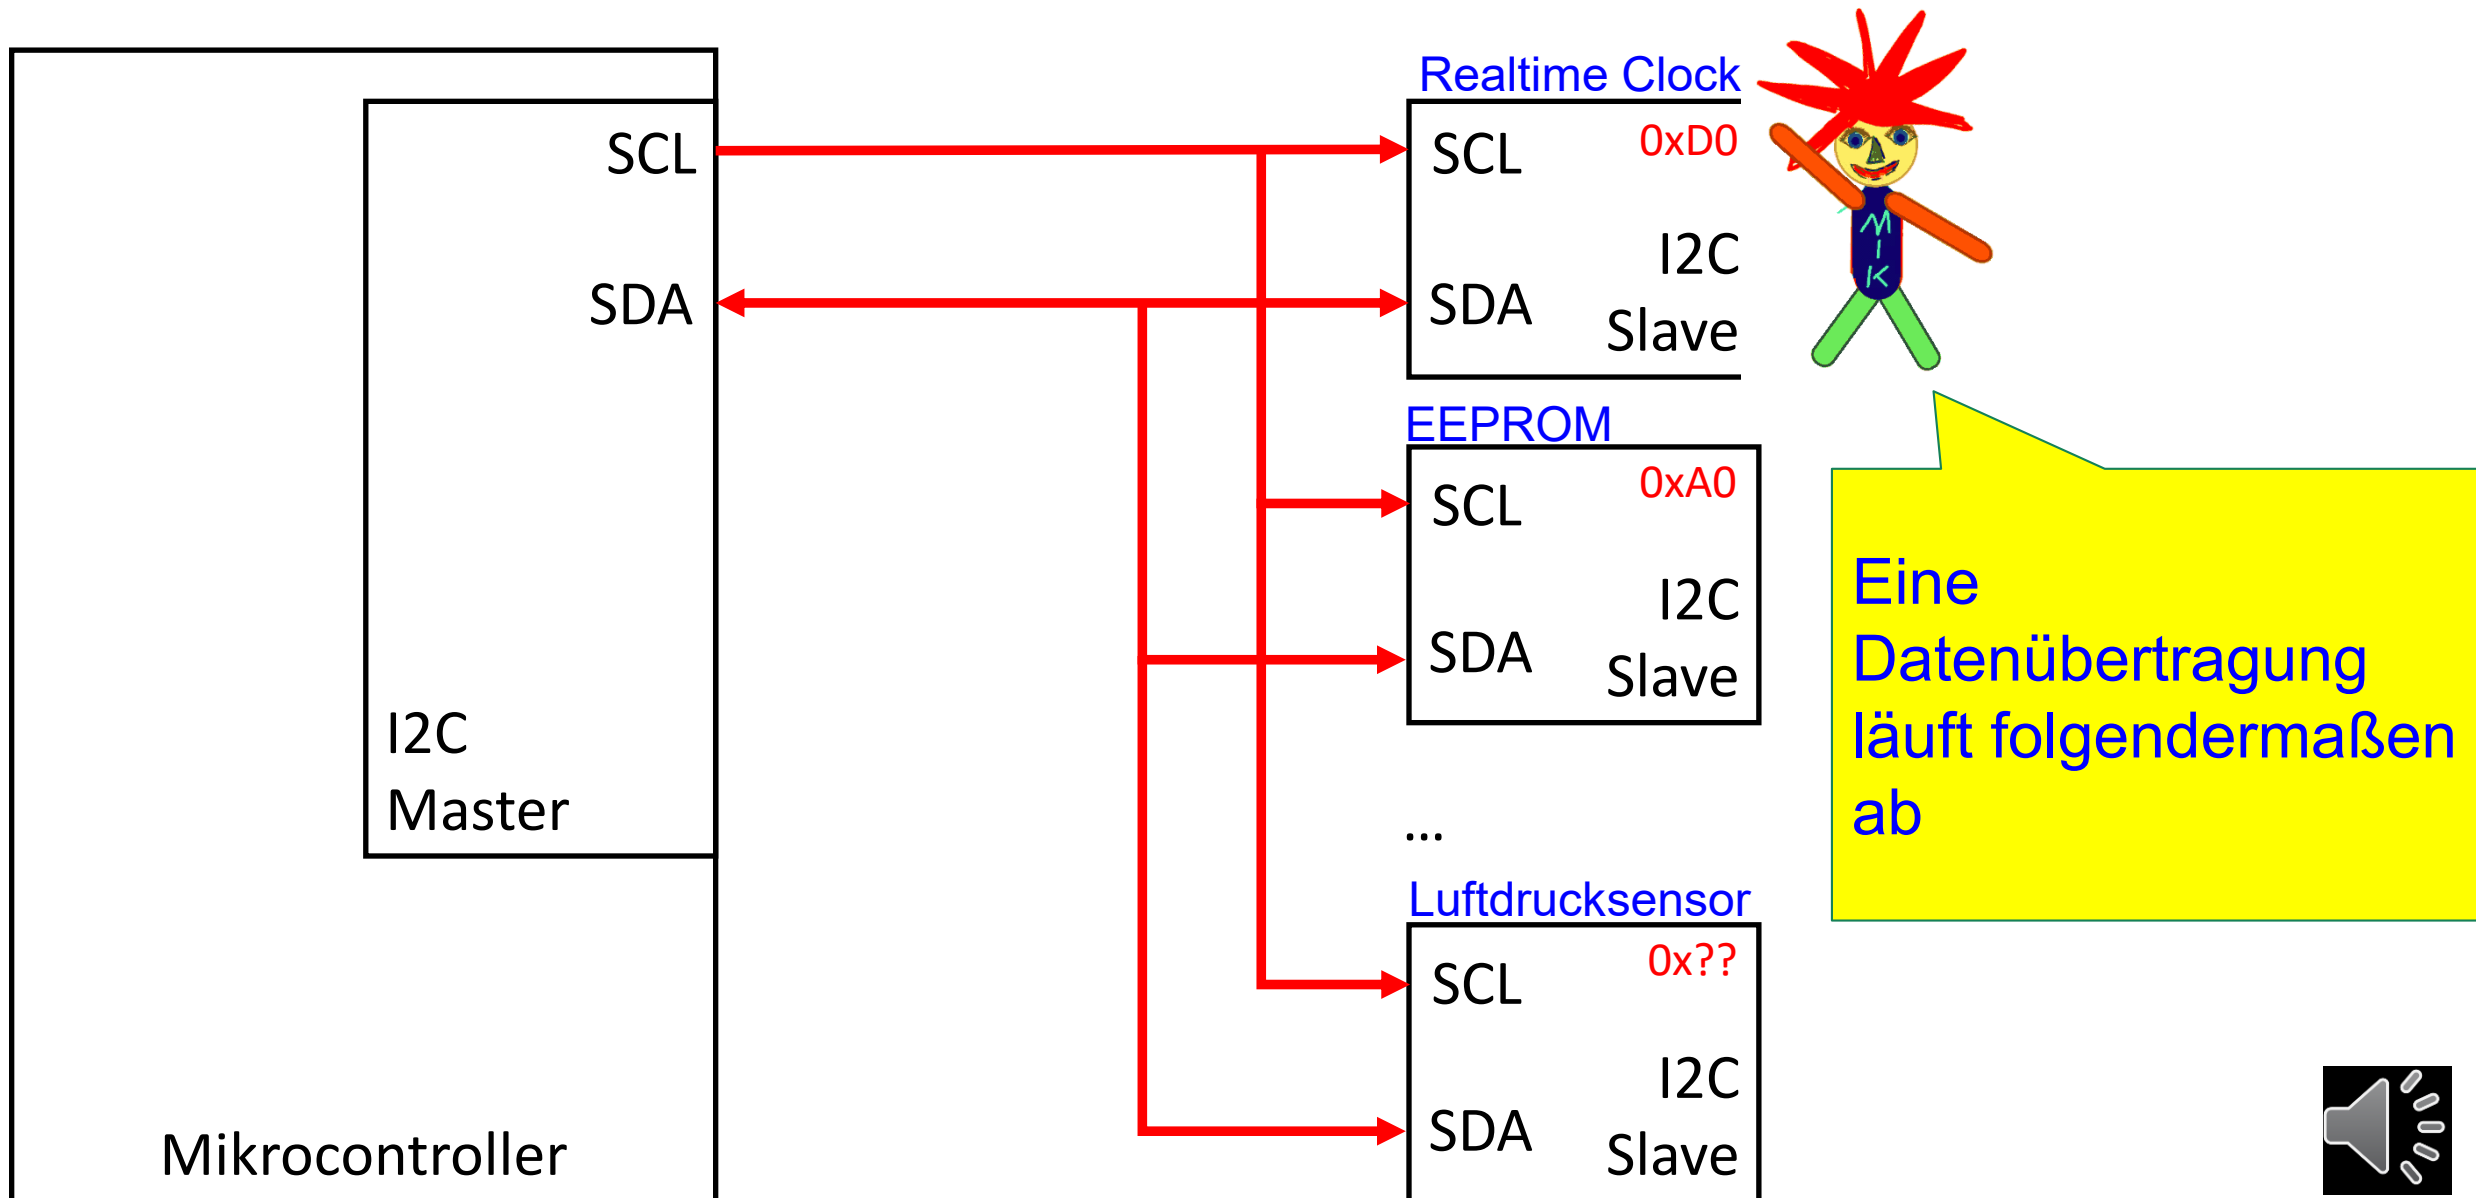 Realtime Clock
SCL
SCL
0xD0
MIK
I2C
SDA
SDA
Slave
EEPROM
0xA0
SCL
I2C
SDA
Slave
Eine
Datenübertragung
läuft folgendermaßen
ab
I2C
Master
...
Luftdrucksensor
0x??
SCL
I2C
SDA
Slave
Mikrocontroller